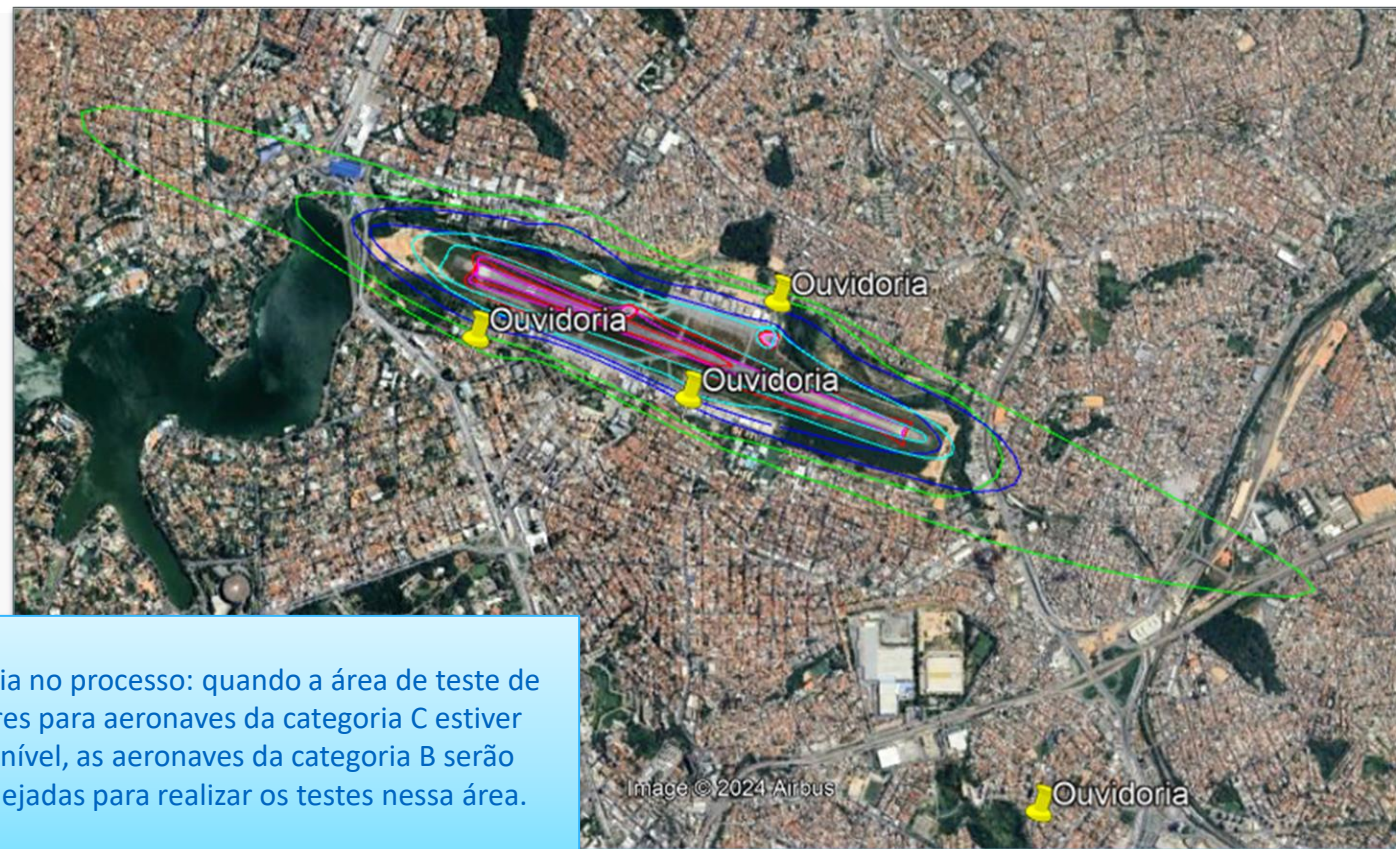 Ouvidoria
Ouvidoria
Ouvidoria
ia no processo: quando a área de teste de
res para aeronaves da categoria C estiver
nível, as aeronaves da categoria B serão
ejadas para realizar os testes nessa área.
Image © 2024 Airbus
Ouvidoria